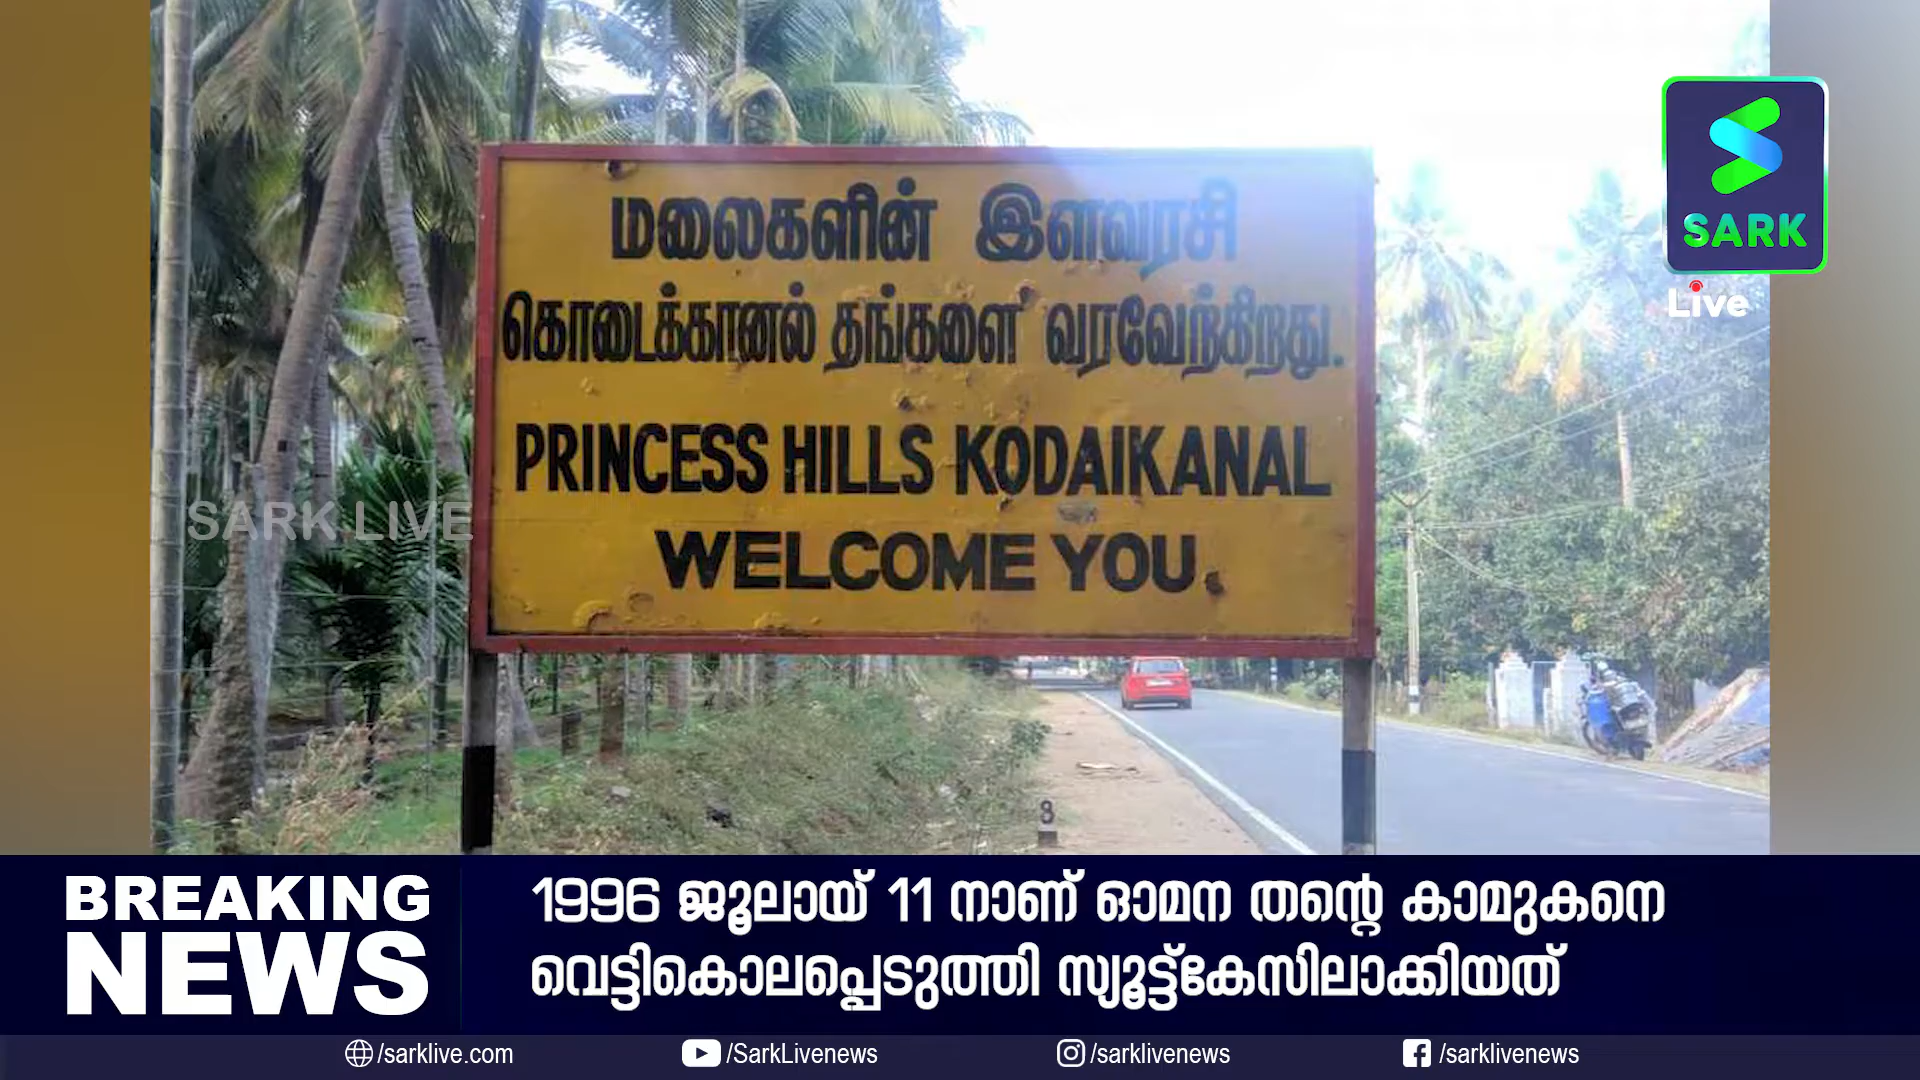 மலைகளின் இளவரசி
கொடைக்கானல் தங்களை வரவேற்கிறது.
PRINCESS HILLS KODAIKANAL
WELCOME YOU.
SARK
Live
SARK LIVE
8
BREAKING
NEWS
1996 ജൂലായ് 11 നാണ് ഓമന തന്റെ കാമുകനെ
വെട്ടികൊലപ്പെടുത്തി സ്യൂട്ട്കേസിലാക്കിയത്
/sarklive.com /SarkLivenews /sarklivenews /sarklivenews